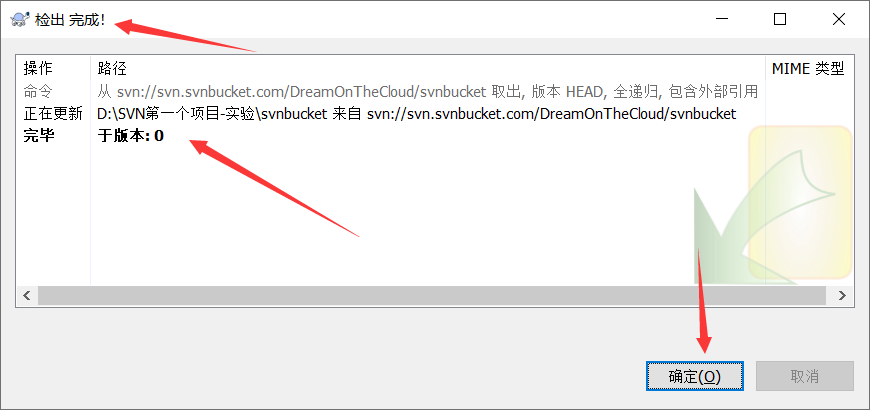 检出 完成!
操作 路径 MIME 类型
命令 从 svn://svn.svnbucket.com/DreamOnTheCloud/svnbucket 取出, 版本 HEAD, 全递归, 包含外部引用
正在更新 D:\SVN第一个项目-实验\svnbucket 来自 svn://svn.svnbucket.com/DreamOnTheCloud/svnbucket
完毕 于版本: 0
确定(O) 取消